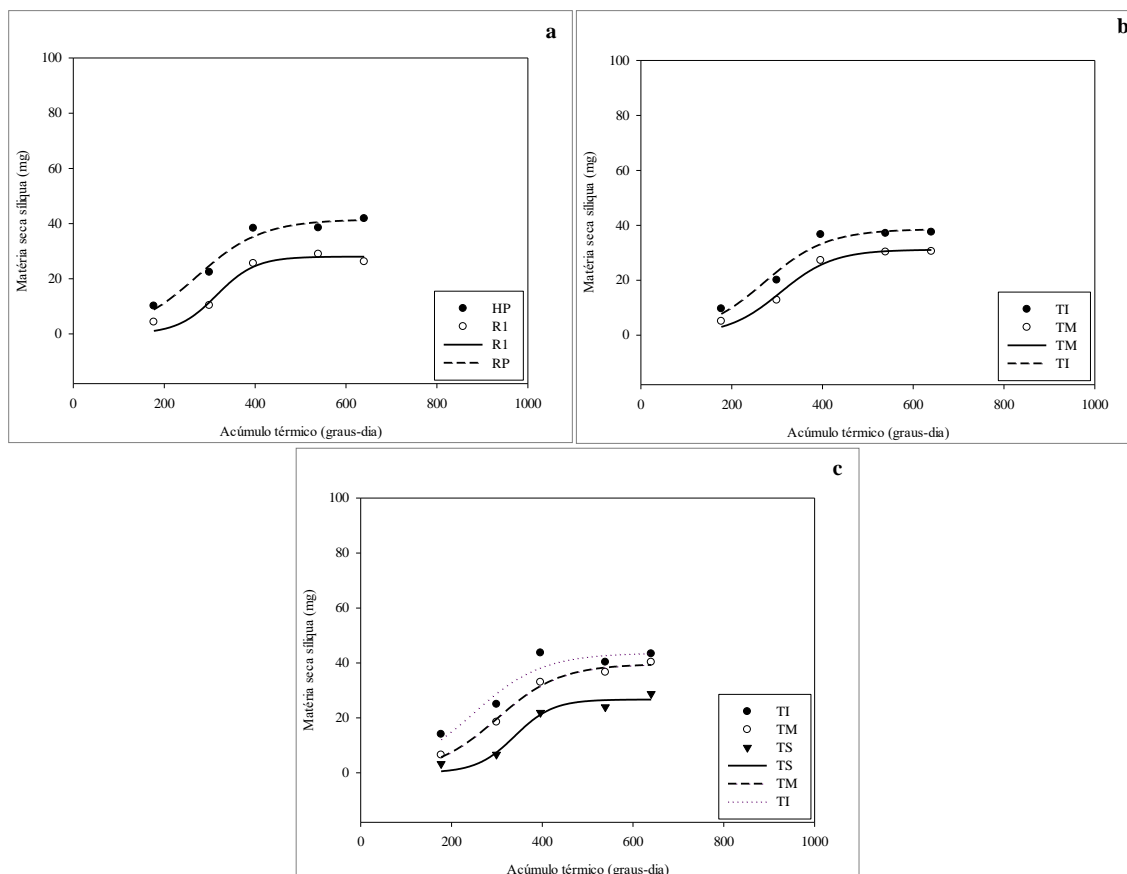 a
Matéria seca síliqua (mg)
100
80
60
40
20
0
HP
R1
R1
RP
0 200 400 600 800 1000
Acúmulo térmico (graus-dia)
b
Matéria seca síliqua (mg)
100
80
60
40
20
0
TI
TM
TM
TI
0 200 400 600 800 1000
Acúmulo térmico (graus-dia)
c
Matéria seca síliqua (mg)
100
80
60
40
20
0
TI
TM
TS
TS
TM
TI
0 200 400 600 800 1000
Acúmulo térmico (graus-dia)